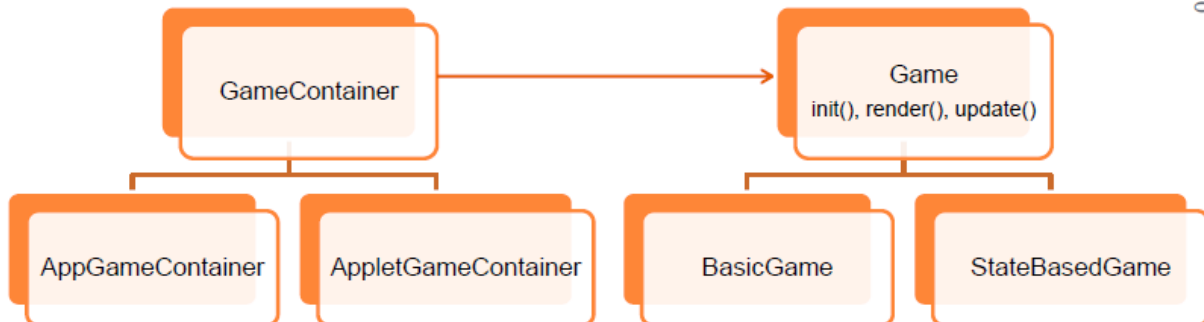 GameContainer
Game
init(), render(), update()
AppGameContainer
AppletGameContainer
BasicGame
StateBasedGame